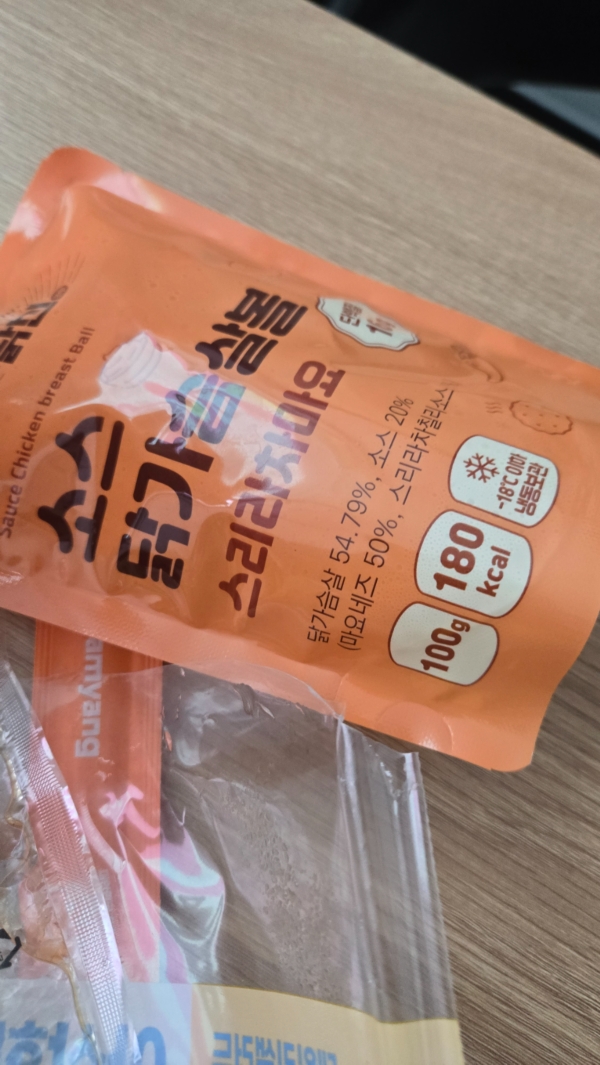 Sauce Chicken breast Ball
소스
닭가슴살볼
스리라차마요
닭가슴살 54.79%, 소스 20%
(마요네즈 50%, 스리라차칠리소스
100g
180
kcal
-18℃ 이하
냉동보관
amyang